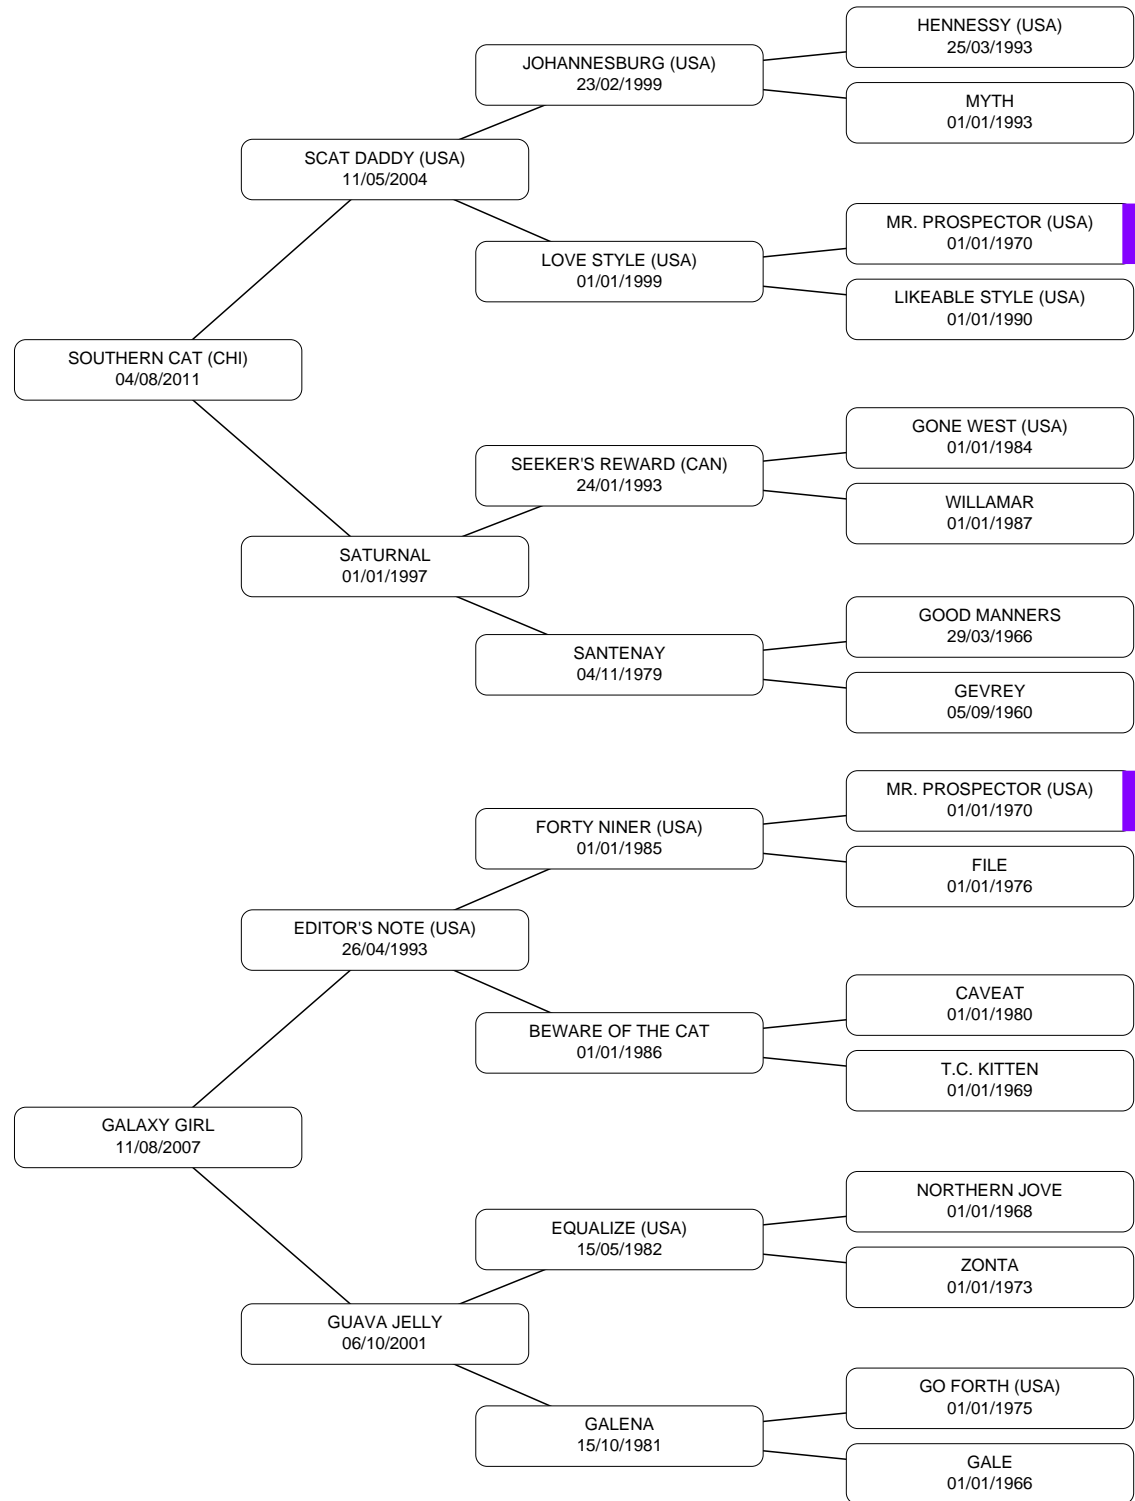 HENNESSY (USA)
25/03/1993
JOHANNESBURG (USA)
23/02/1999
MYTH
01/01/1993
SCAT DADDY (USA)
11/05/2004
MR. PROSPECTOR (USA)
01/01/1970
LOVE STYLE (USA)
01/01/1999
LIKEABLE STYLE (USA)
01/01/1990
SOUTHERN CAT (CHI)
04/08/2011
GONE WEST (USA)
01/01/1984
SEEKER'S REWARD (CAN)
24/01/1993
WILLAMAR
01/01/1987
SATURNAL
01/01/1997
GOOD MANNERS
29/03/1966
SANTENAY
04/11/1979
GEVREY
05/09/1960
MR. PROSPECTOR (USA)
01/01/1970
FORTY NINER (USA)
01/01/1985
FILE
01/01/1976
EDITOR'S NOTE (USA)
26/04/1993
CAVEAT
01/01/1980
BEWARE OF THE CAT
01/01/1986
T.C. KITTEN
01/01/1969
GALAXY GIRL
11/08/2007
NORTHERN JOVE
01/01/1968
EQUALIZE (USA)
15/05/1982
ZONTA
01/01/1973
GUAVA JELLY
06/10/2001
GO FORTH (USA)
01/01/1975
GALENA
15/10/1981
GALE
01/01/1966